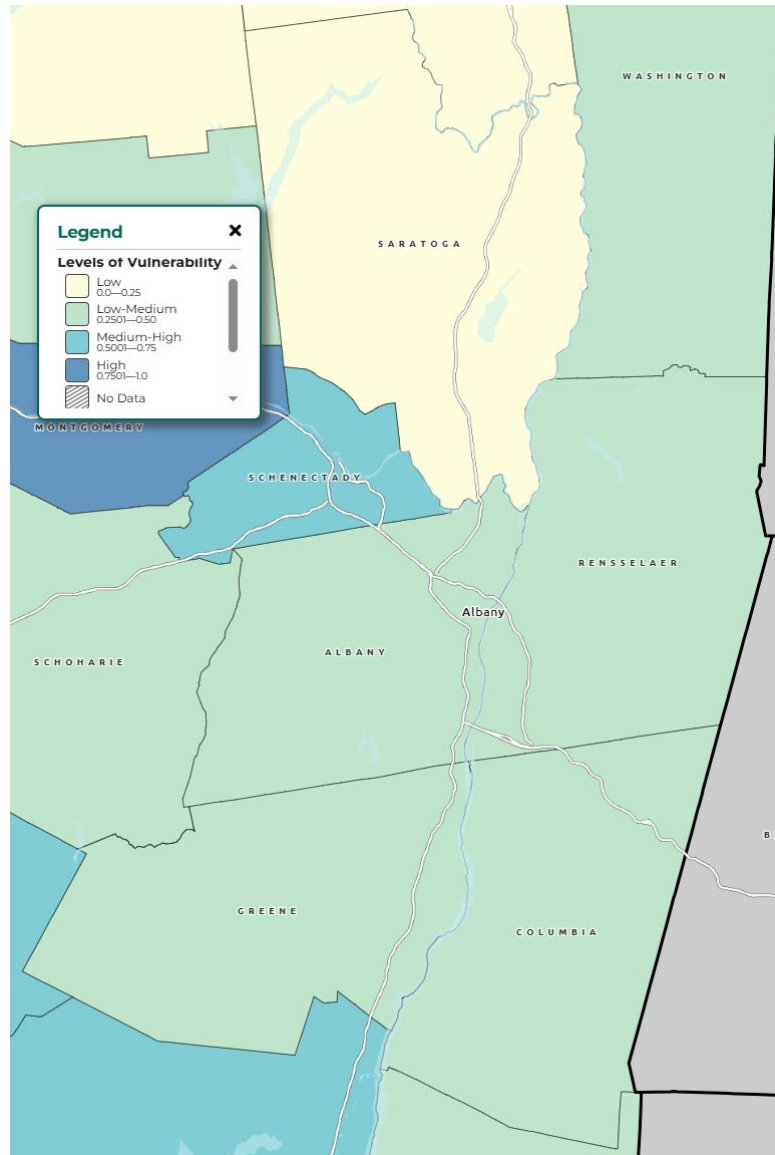 WASHINGTON
SARATOGA
Legend
Levels of Vulnerability
Low
0.0—0.25
Low-Medium
0.2501—0.50
Medium-High
0.5001—0.75
High
0.7501—1.0
No Data
MONTGOMERY
SCHENECTADY
RENSSELAER
Albany
ALBANY
SCHOHARIE
GREENE
COLUMBIA
B